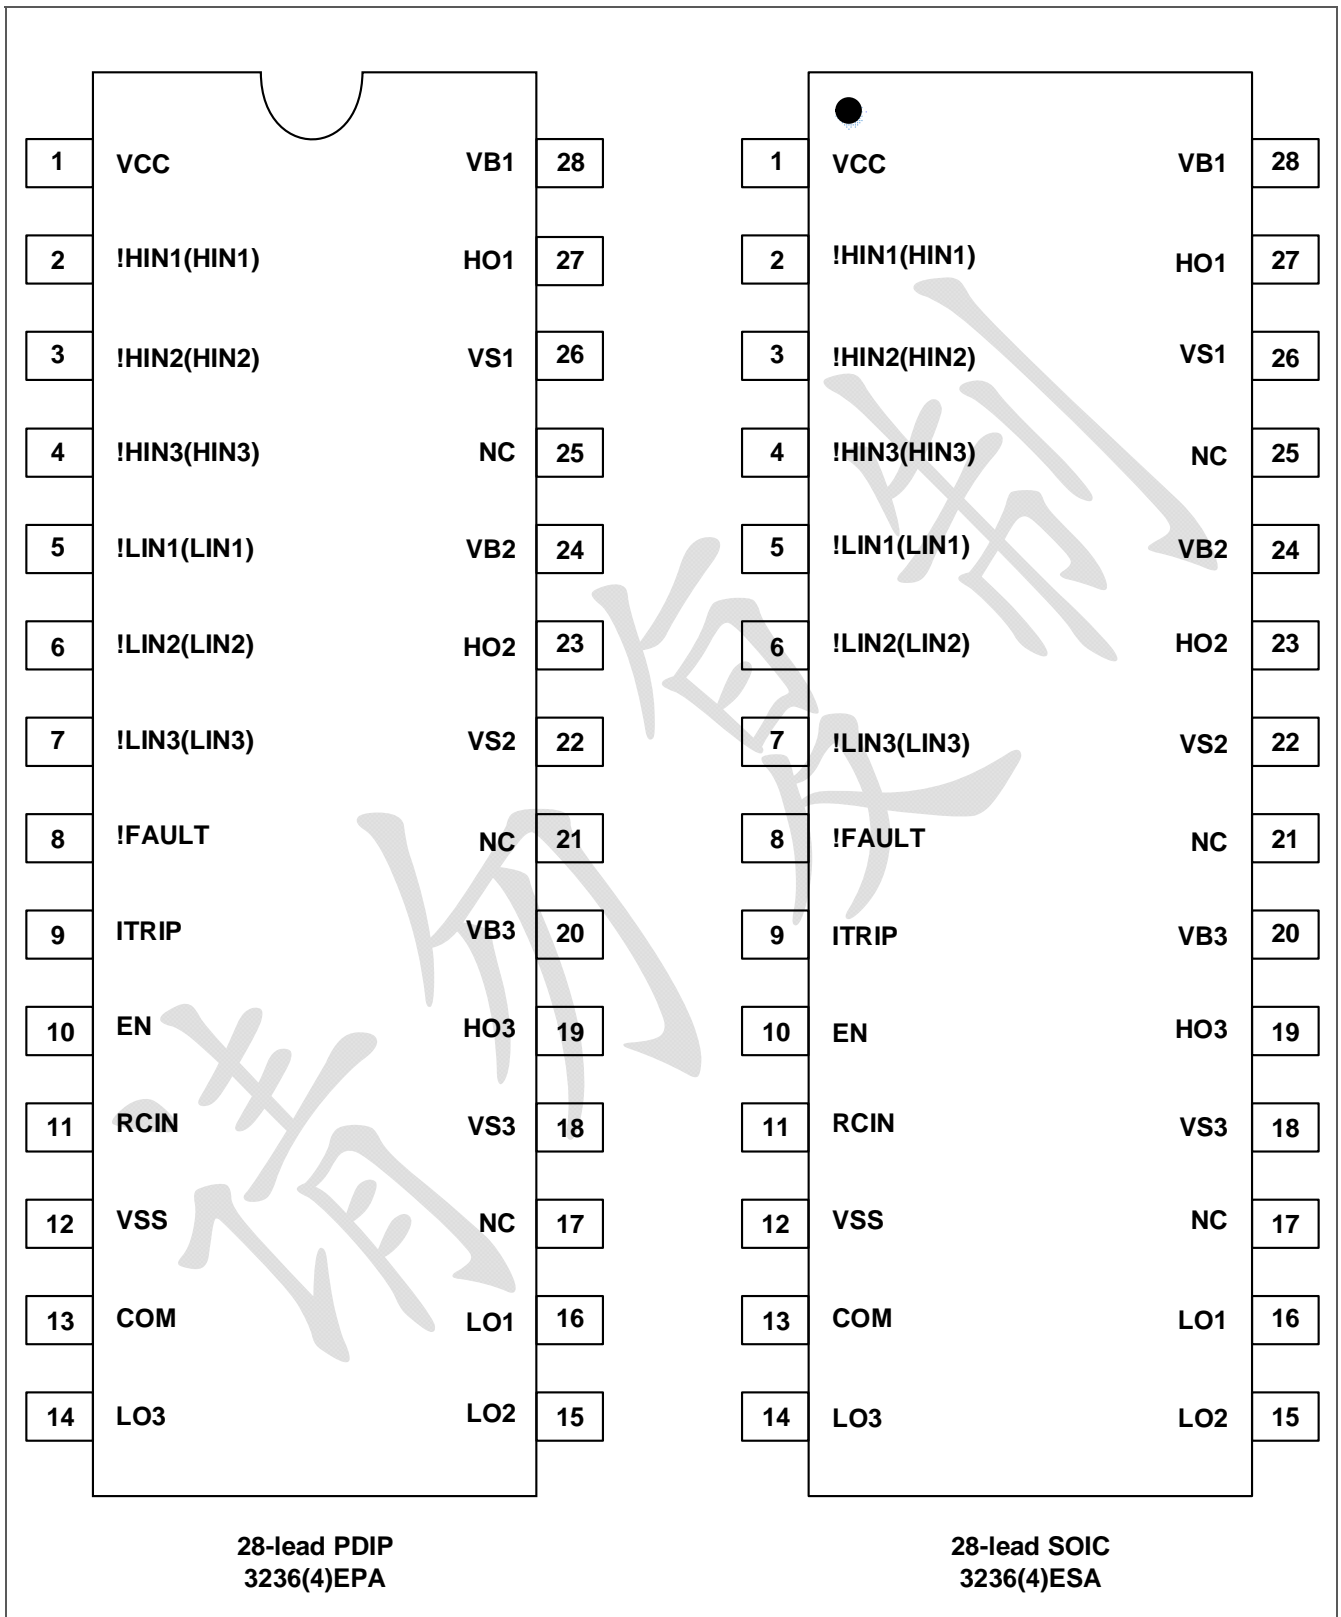 1 VCC VB1 28
2 !HIN1(HIN1) HO1 27
3 !HIN2(HIN2) VS1 26
4 !HIN3(HIN3) NC 25
5 !LIN1(LIN1) VB2 24
6 !LIN2(LIN2) HO2 23
7 !LIN3(LIN3) VS2 22
8 !FAULT NC 21
9 ITRIP VB3 20
10 EN HO3 19
11 RCIN VS3 18
12 VSS NC 17
13 COM LO1 16
14 LO3 LO2 15
28-lead PDIP
3236(4)EPA
1 VCC VB1 28
2 !HIN1(HIN1) HO1 27
3 !HIN2(HIN2) VS1 26
4 !HIN3(HIN3) NC 25
5 !LIN1(LIN1) VB2 24
6 !LIN2(LIN2) HO2 23
7 !LIN3(LIN3) VS2 22
8 !FAULT NC 21
9 ITRIP VB3 20
10 EN HO3 19
11 RCIN VS3 18
12 VSS NC 17
13 COM LO1 16
14 LO3 LO2 15
28-lead SOIC
3236(4)ESA
请勿复制